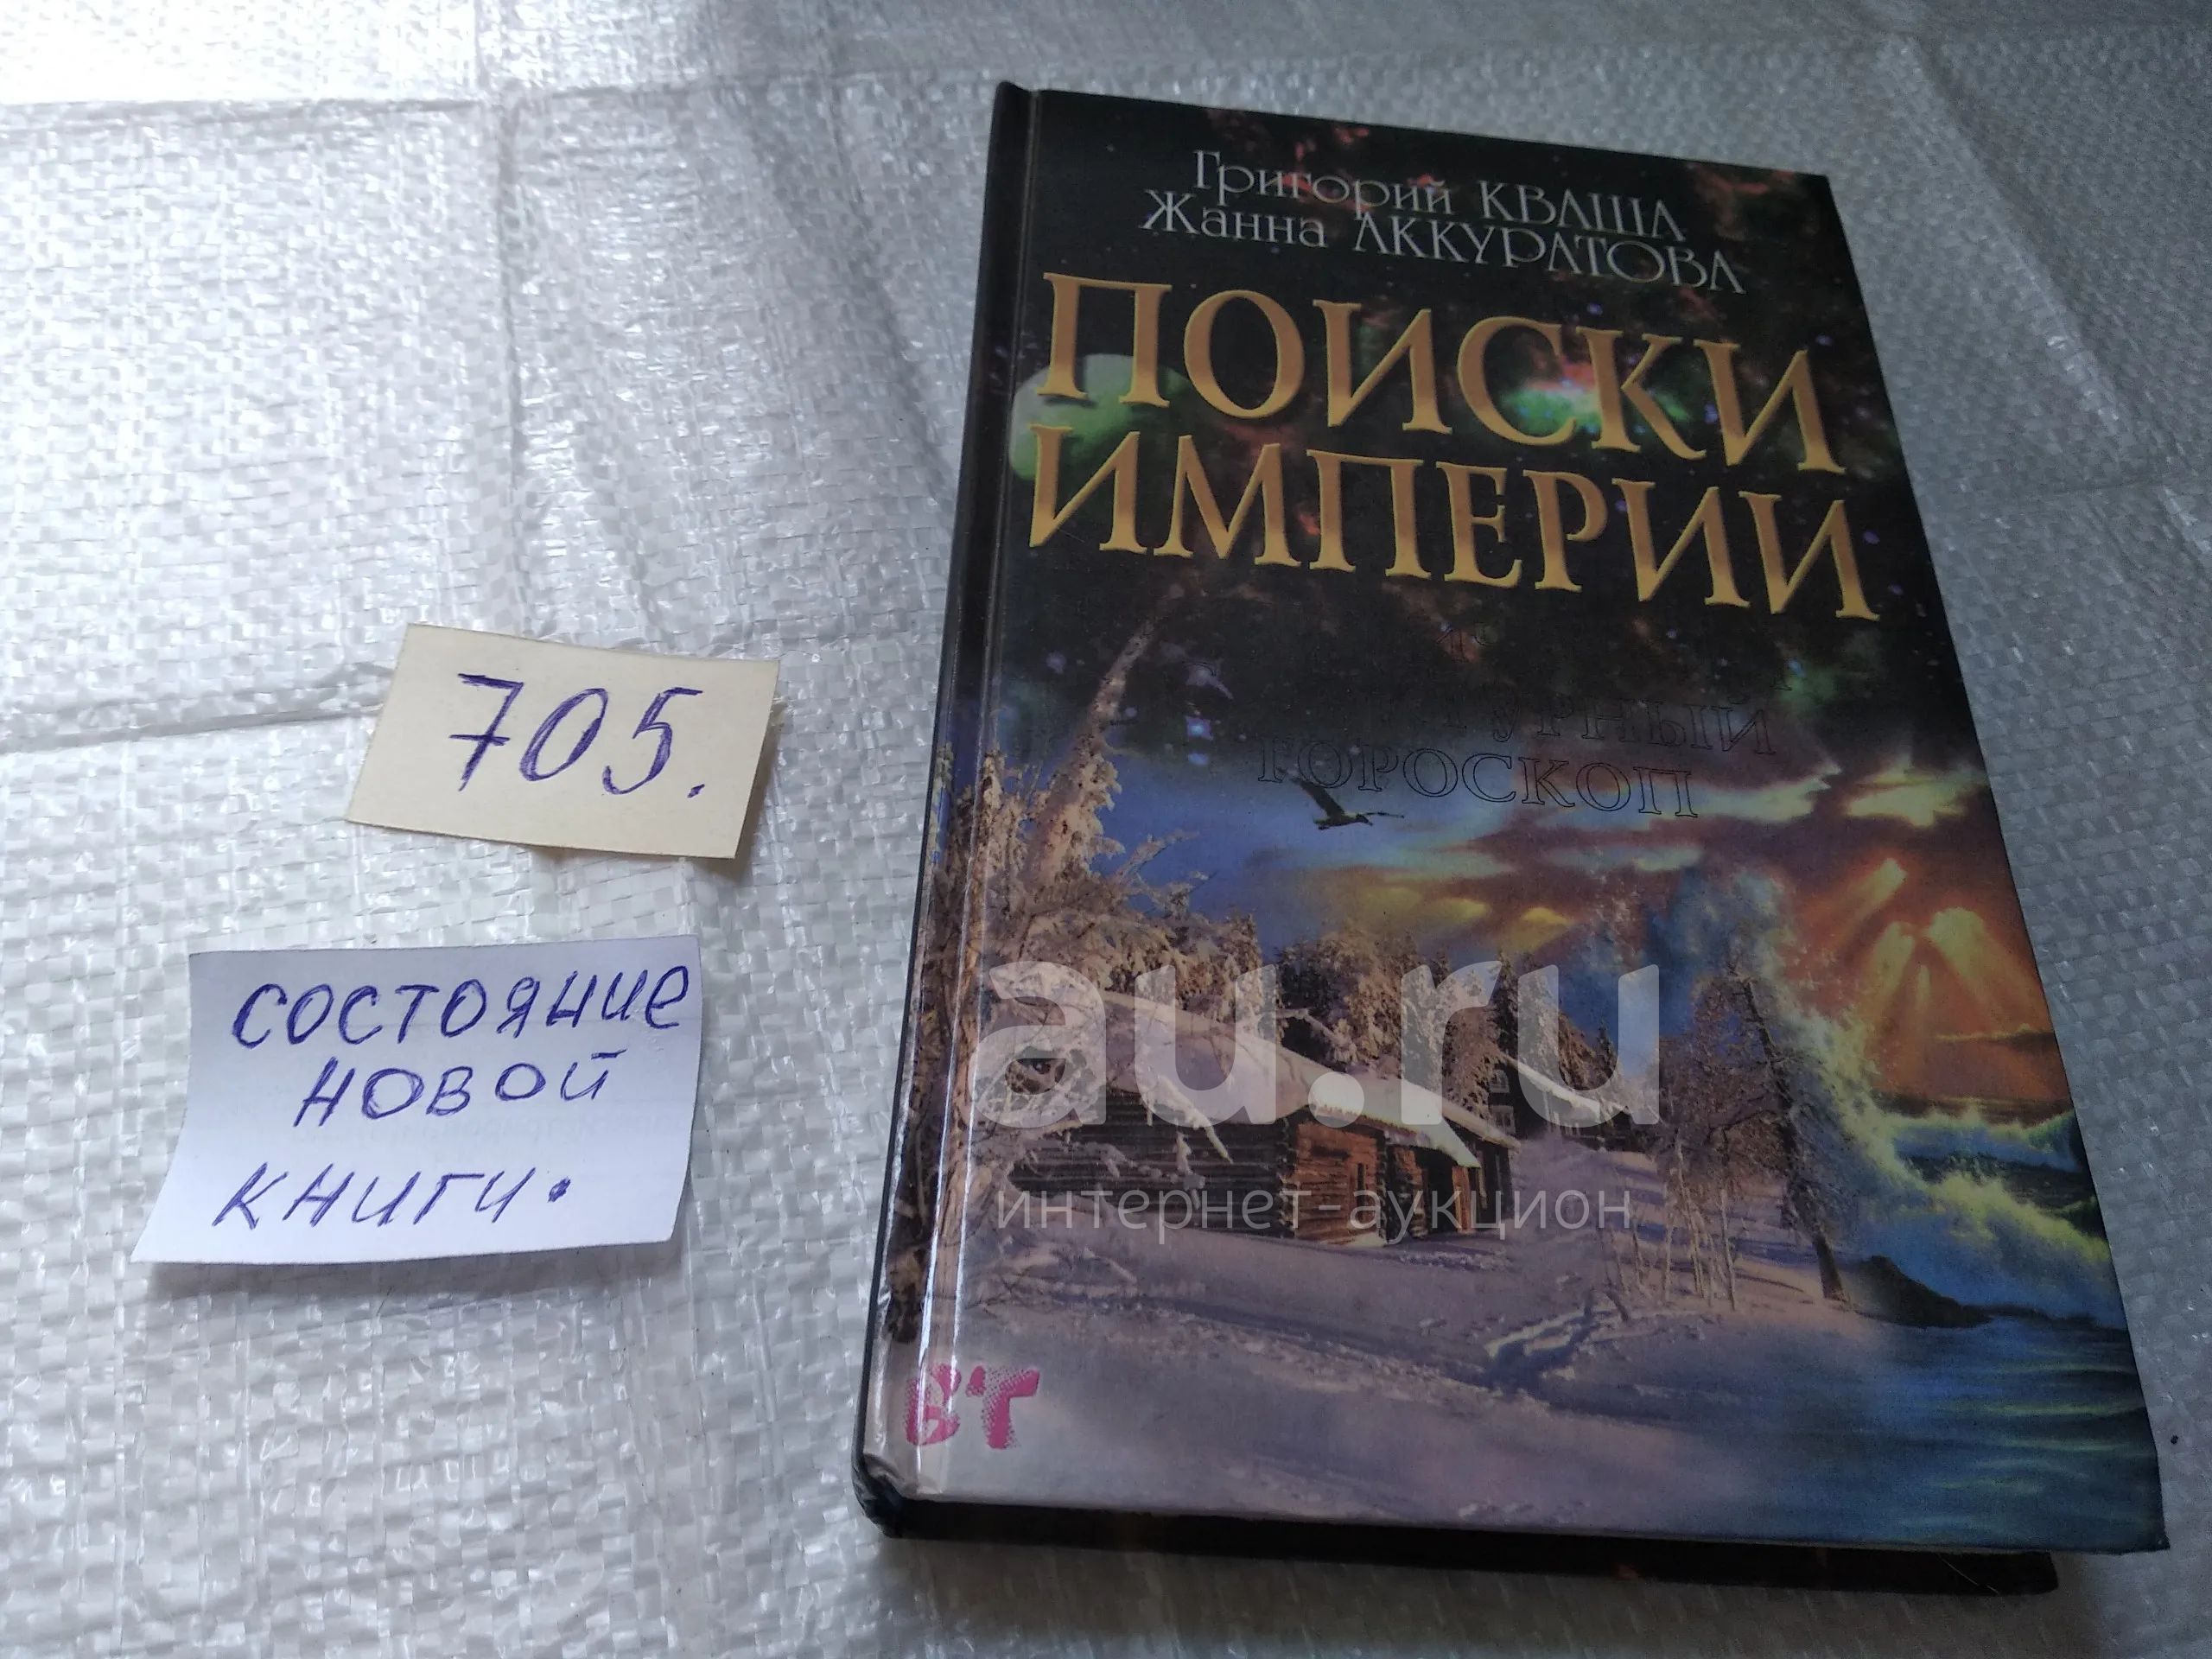 Григорий КВАША
Жанна АККУРАТОВА
ПОИСКИ
ИМПЕРИИ
ГОРОСКОП
705.
состояние
новой
книги.
au.ru
интернет-аукцион
ВТ